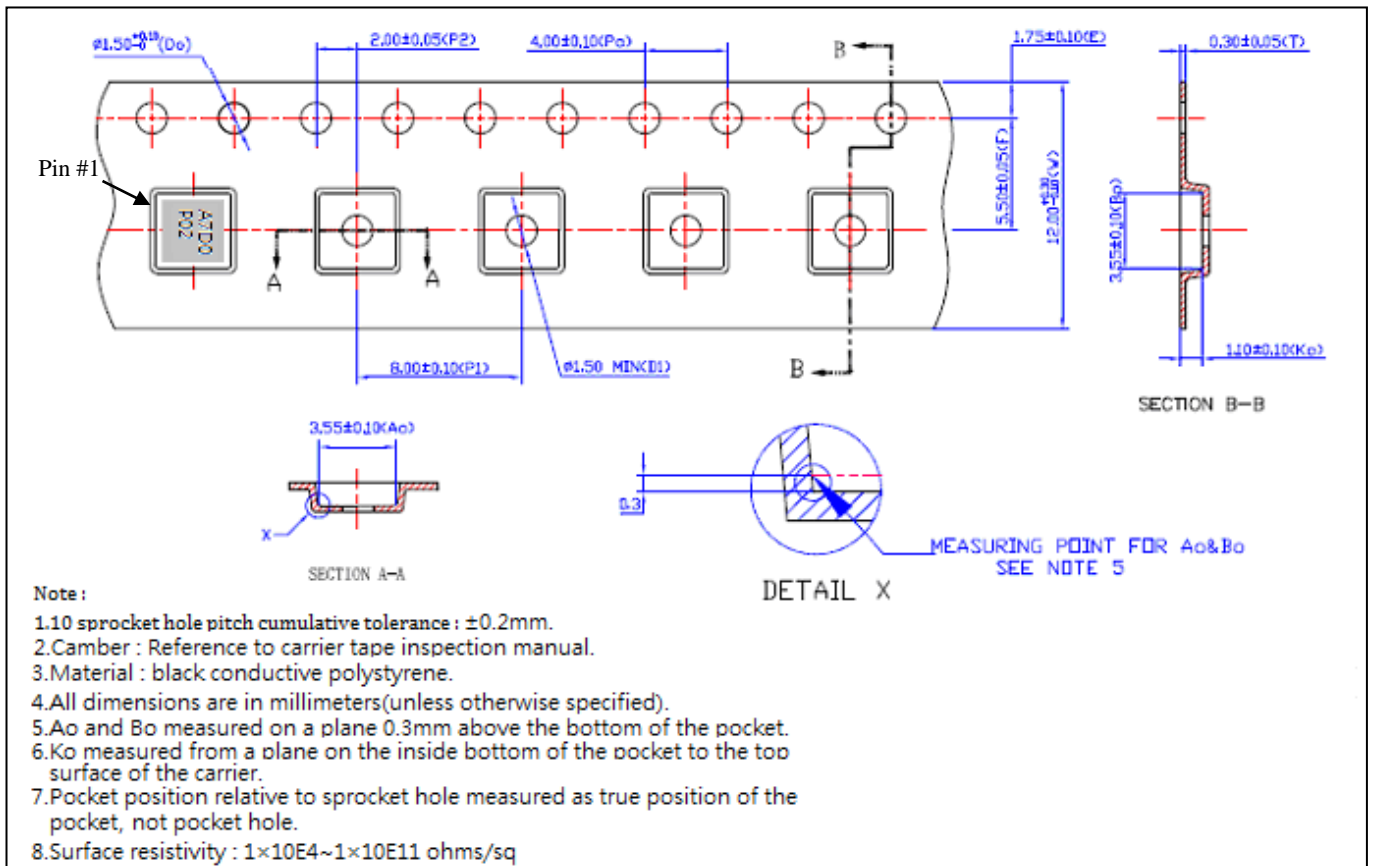 ø1.50+0.10-0(Do)
2.00±0.05(P2)
4.00±0.10(Po)
B
1.75±0.10(E)
0.30±0.05(T)
Pin #1
5.50±0.05(F)
3.55±0.10(Bo)
P02
A
A
8.00±0.10(P1)
ø1.50 MIN(D1)
B
1.10±0.10(Ko)
SECTION B-B
3.55±0.10(Ao)
X
0.3
SECTION A-A
MEASURING POINT FOR Ao&Bo
SEE NOTE 5
DETAIL X
Note :
1.10 sprocket hole pitch cumulative tolerance : ±0.2mm.
2.Camber : Reference to carrier tape inspection manual.
3.Material : black conductive polystyrene.
4.All dimensions are in millimeters(unless otherwise specified).
5.Ao and Bo measured on a plane 0.3mm above the bottom of the pocket.
6.Ko measured from a plane on the inside bottom of the pocket to the top
surface of the carrier.
7.Pocket position relative to sprocket hole measured as true position of the
pocket, not pocket hole.
8.Surface resistivity : 1×10E4~1×10E11 ohms/sq